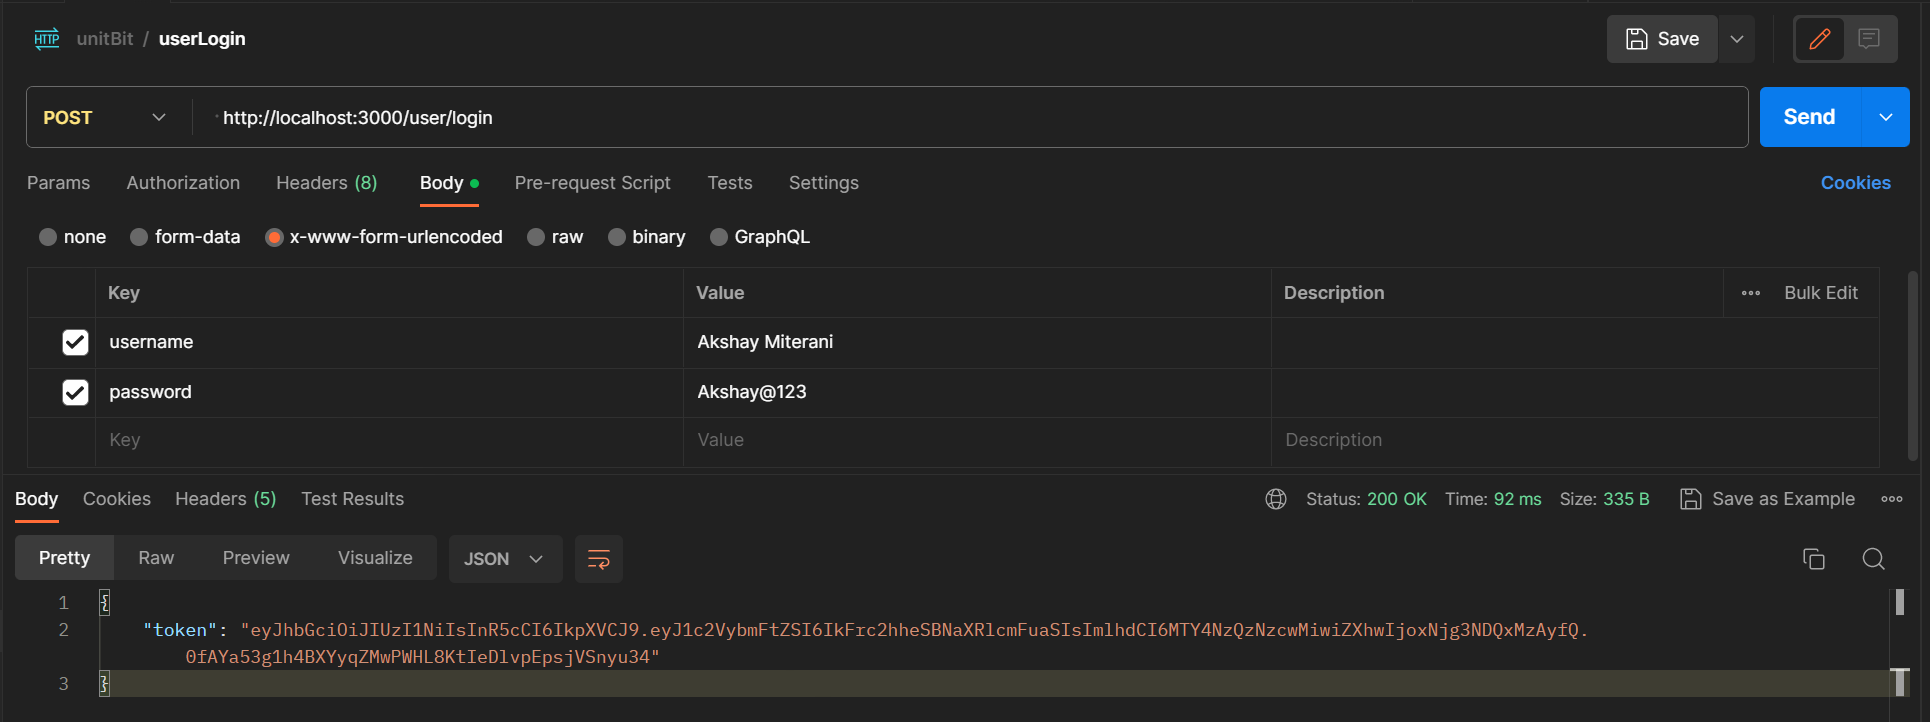 HTTP unitBit / userLogin Save
POST http://localhost:3000/user/login Send
Params Authorization Headers (8) Body Pre-request Script Tests Settings Cookies
none form-data x-www-form-urlencoded raw binary GraphQL
Key Value Description Bulk Edit
username Akshay Miterani
password Akshay@123
Key Value Description
Body Cookies Headers (5) Test Results Status: 200 OK Time: 92 ms Size: 335 B Save as Example
Pretty Raw Preview Visualize JSON
1 {
2 "token": "eyJhbGciOiJIUzI1NiIsInR5cCI6IkpXVCJ9.eyJ1c2VybmFtZSI6IkFrc2hheSBNaXRlcmFuaSIsImlhdCI6MTY4NzQzNzcwMiwiZXhwIjoxNjg3NDQxMzAyfQ.
0fAYa53g1h4BXYyqZMwPWHL8KtIeDlvpEpsjVSnyu34"
3 }